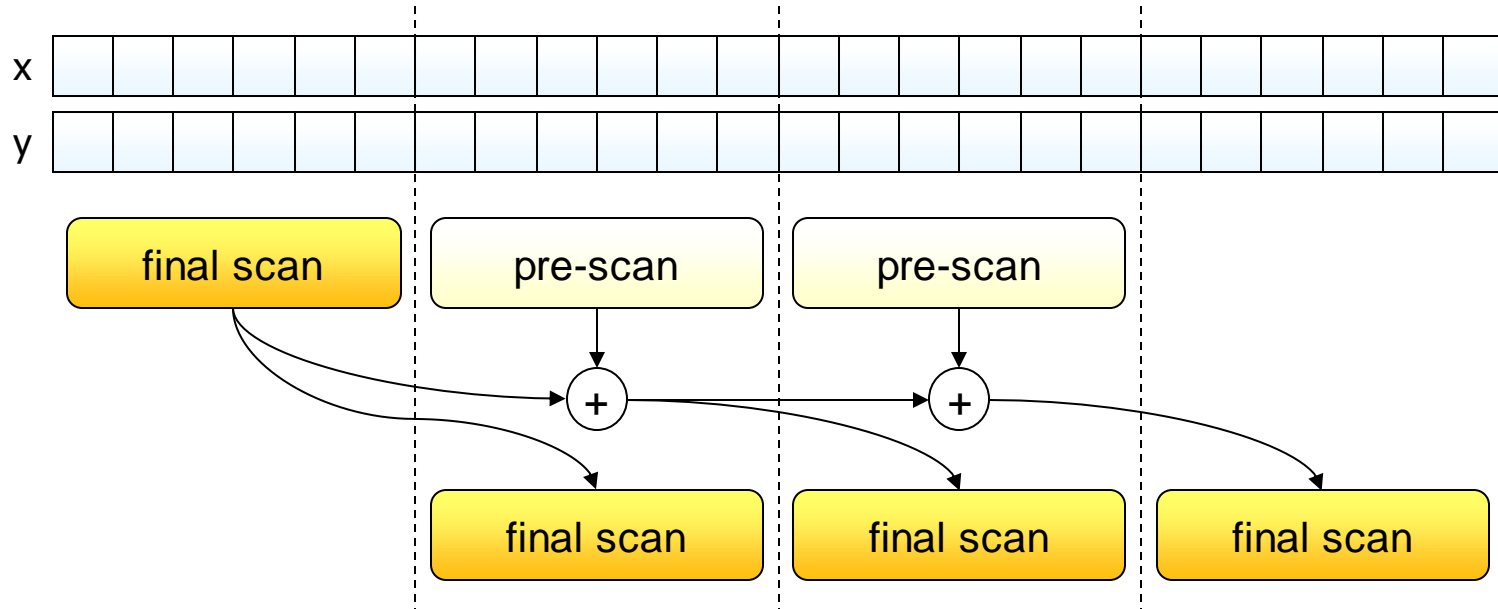 x
y
final scan
pre-scan
pre-scan
+
+
final scan
final scan
final scan